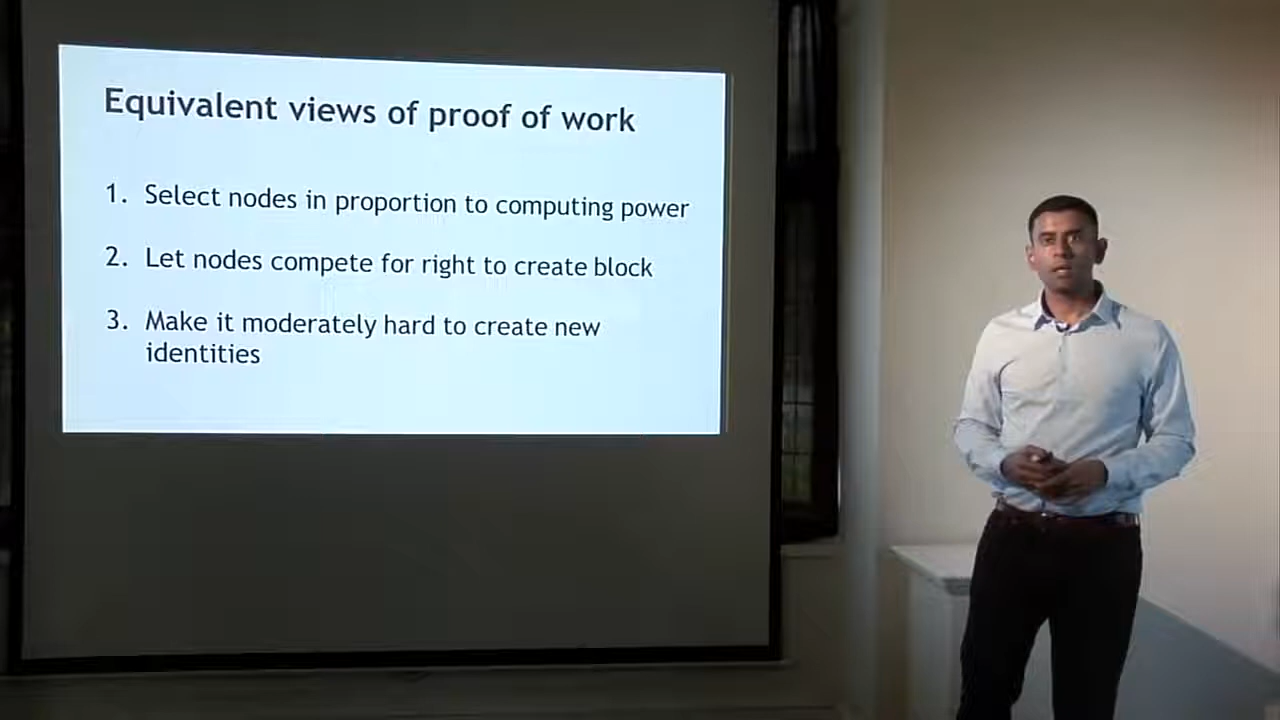 Equivalent views of proof of work
1. Select nodes in proportion to computing power
2. Let nodes compete for right to create block
3. Make it moderately hard to create new
identities